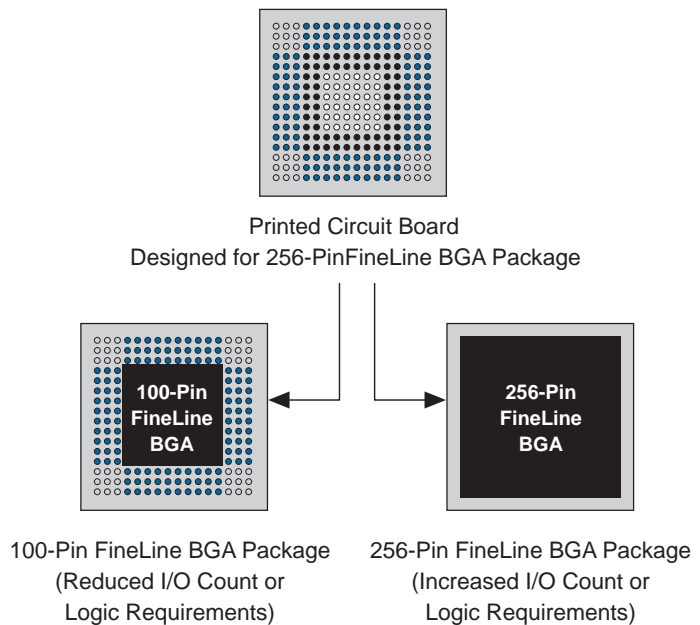 Printed Circuit Board
Designed for 256-PinFineLine BGA Package
100-Pin
FineLine
BGA
256-Pin
FineLine
BGA
100-Pin FineLine BGA Package
(Reduced I/O Count or
Logic Requirements)
256-Pin FineLine BGA Package
(Increased I/O Count or
Logic Requirements)